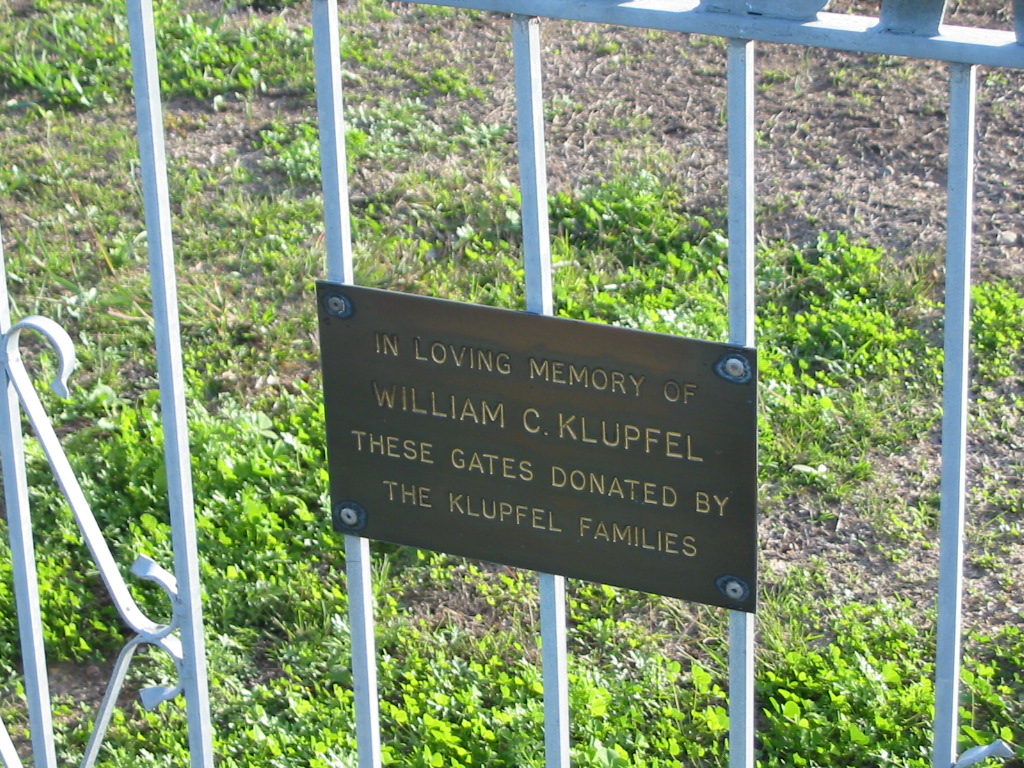 IN LOVING MEMORY OF
WILLIAM C. KLUPFEL
THESE GATES DONATED BY
THE KLUPFEL FAMILIES